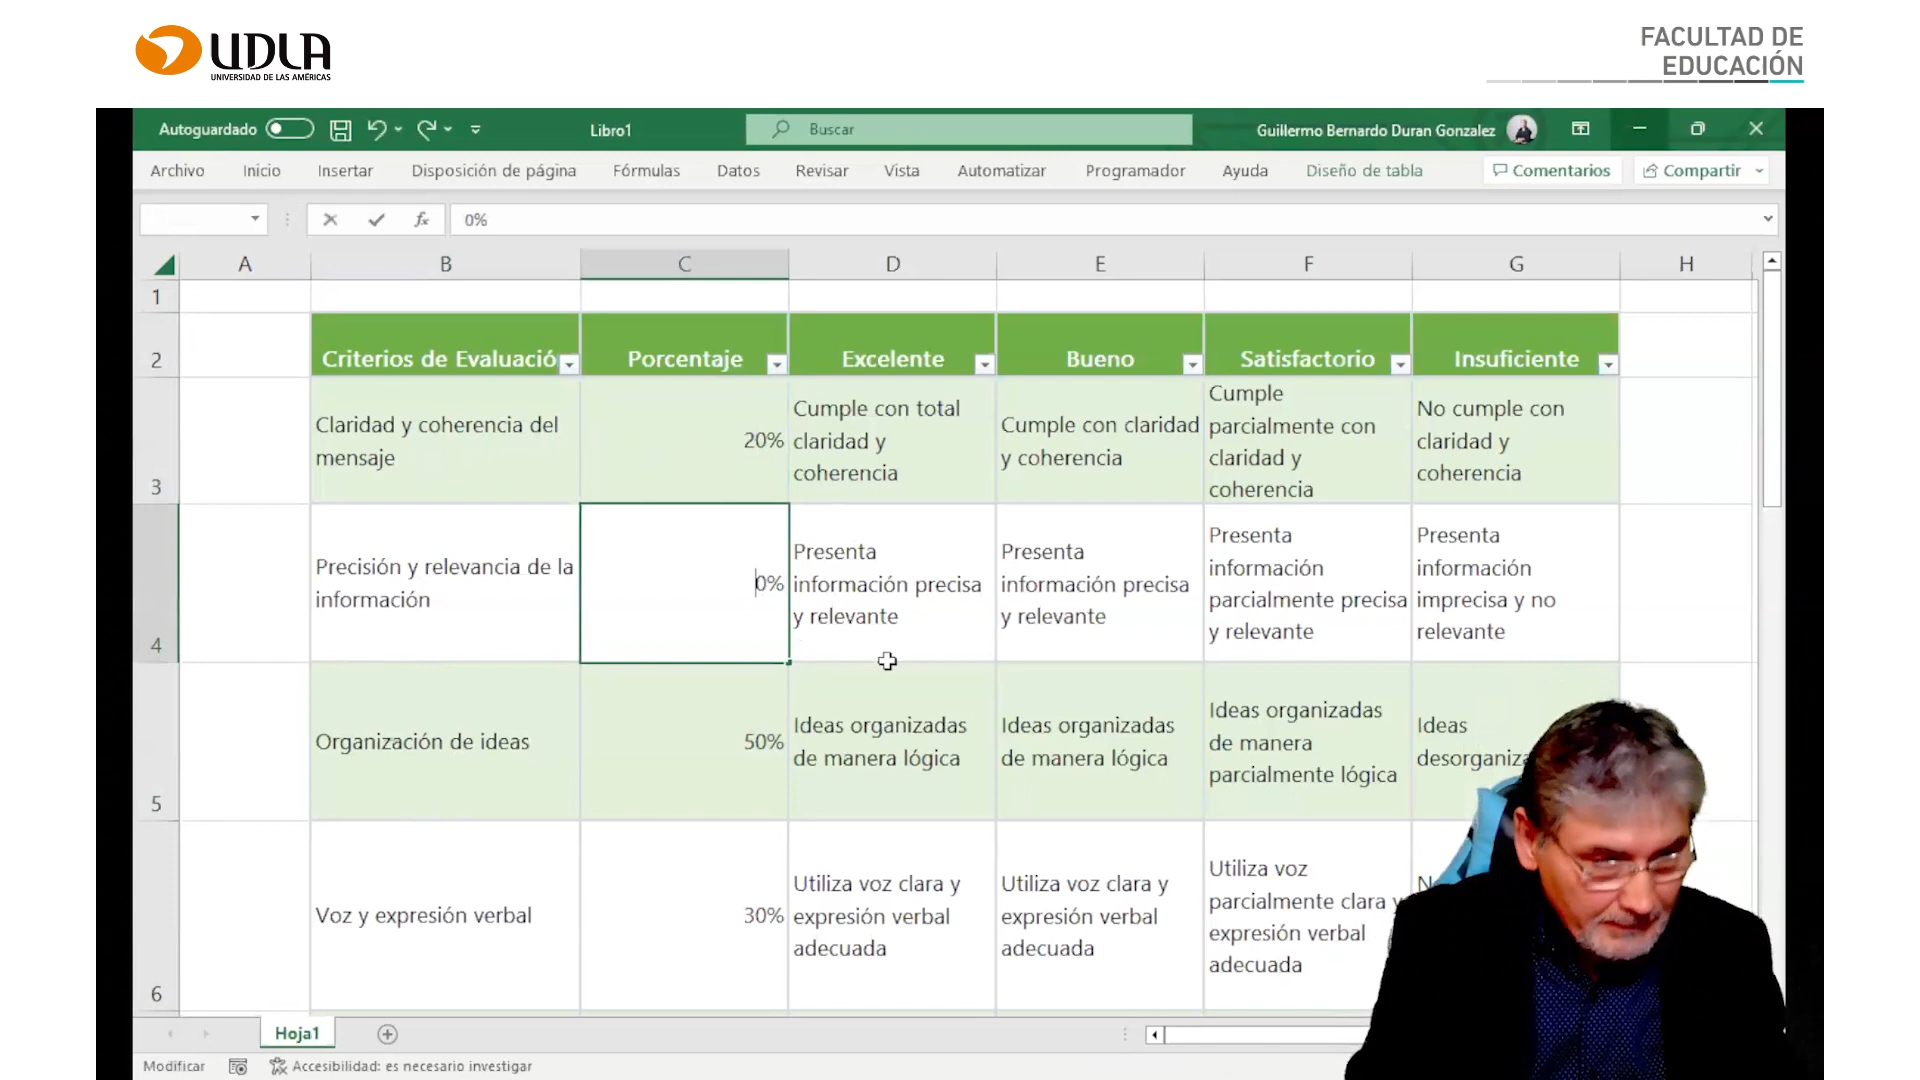 UDLA
UNIVERSIDAD DE LAS AMÉRICAS
FACULTAD DE
EDUCACIÓN
Autoguardado
Libro1
Buscar
Guillermo Bernardo Duran Gonzalez
Archivo Inicio Insertar Disposición de página Fórmulas Datos Revisar Vista Automatizar Programador Ayuda Diseño de tabla Comentarios Compartir
fx 0%
A B C D E F G H
1
2 Criterios de Evaluació Porcentaje Excelente Bueno Satisfactorio Insuficiente
3
Claridad y coherencia del
mensaje
20%
Cumple con total
claridad y
coherencia
Cumple con claridad
y coherencia
Cumple
parcialmente con
claridad y
coherencia
No cumple con
claridad y
coherencia
4
Precisión y relevancia de la
información
0%
Presenta
información precisa
y relevante
Presenta
información precisa
y relevante
Presenta
información
parcialmente precisa
y relevante
Presenta
información
imprecisa y no
relevante
5
Organización de ideas
50%
Ideas organizadas
de manera lógica
Ideas organizadas
de manera lógica
Ideas organizadas
de manera
parcialmente lógica
Ideas
desorganiza
6
Voz y expresión verbal
30%
Utiliza voz clara y
expresión verbal
adecuada
Utiliza voz clara y
expresión verbal
adecuada
Utiliza voz
parcialmente clara y
expresión verbal
adecuada
Hoja1
Modificar
Accesibilidad: es necesario investigar